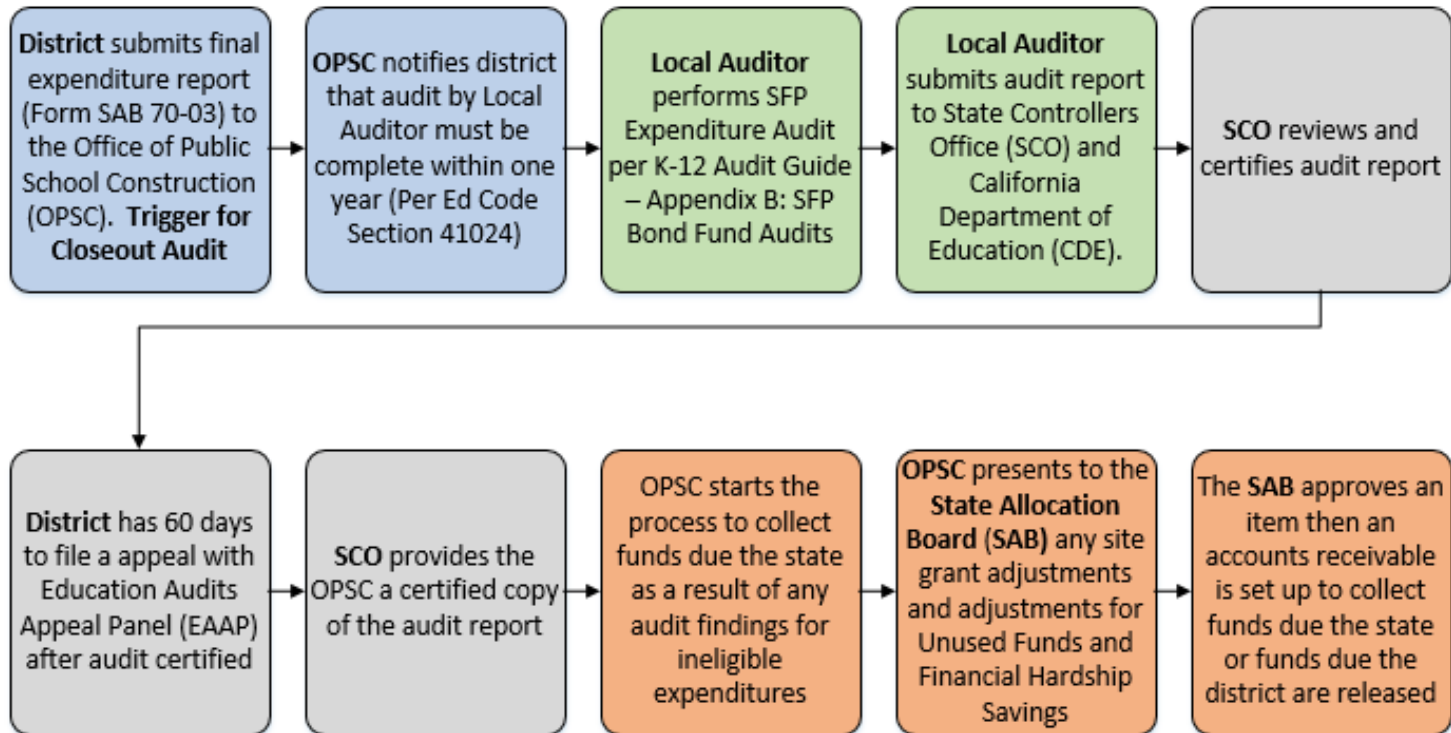 District submits final
expenditure report
(Form SAB 70-03) to
the Office of Public
School Construction
(OPSC). Trigger for
Closeout Audit
OPSC notifies district
that audit by Local
Auditor must be
complete within one
year (Per Ed Code
Section 41024)
Local Auditor
performs SFP
Expenditure Audit
per K-12 Audit Guide
– Appendix B: SFP
Bond Fund Audits
Local Auditor
submits audit report
to State Controllers
Office (SCO) and
California
Department of
Education (CDE).
SCO reviews and
certifies audit report
District has 60 days
to file a appeal with
Education Audits
Appeal Panel (EAAP)
after audit certified
SCO provides the
OPSC a certified copy
of the audit report
OPSC starts the
process to collect
funds due the state
as a result of any
audit findings for
ineligible
expenditures
OPSC presents to the
State Allocation
Board (SAB) any site
grant adjustments
and adjustments for
Unused Funds and
Financial Hardship
Savings
The SAB approves an
item then an
accounts receivable
is set up to collect
funds due the state
or funds due the
district are released